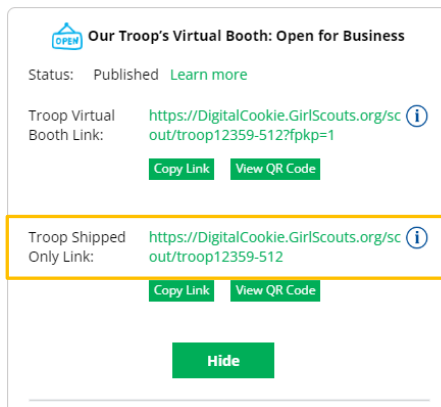 OPEN Our Troop's Virtual Booth: Open for Business
Status: Published Learn more
Troop Virtual https://DigitalCookie.GirlScouts.org/sc i
Booth Link: out/troop12359-512?fpkp=1
Copy Link View QR Code
Troop Shipped https://DigitalCookie.GirlScouts.org/sc i
Only Link: out/troop12359-512
Copy Link View QR Code
Hide